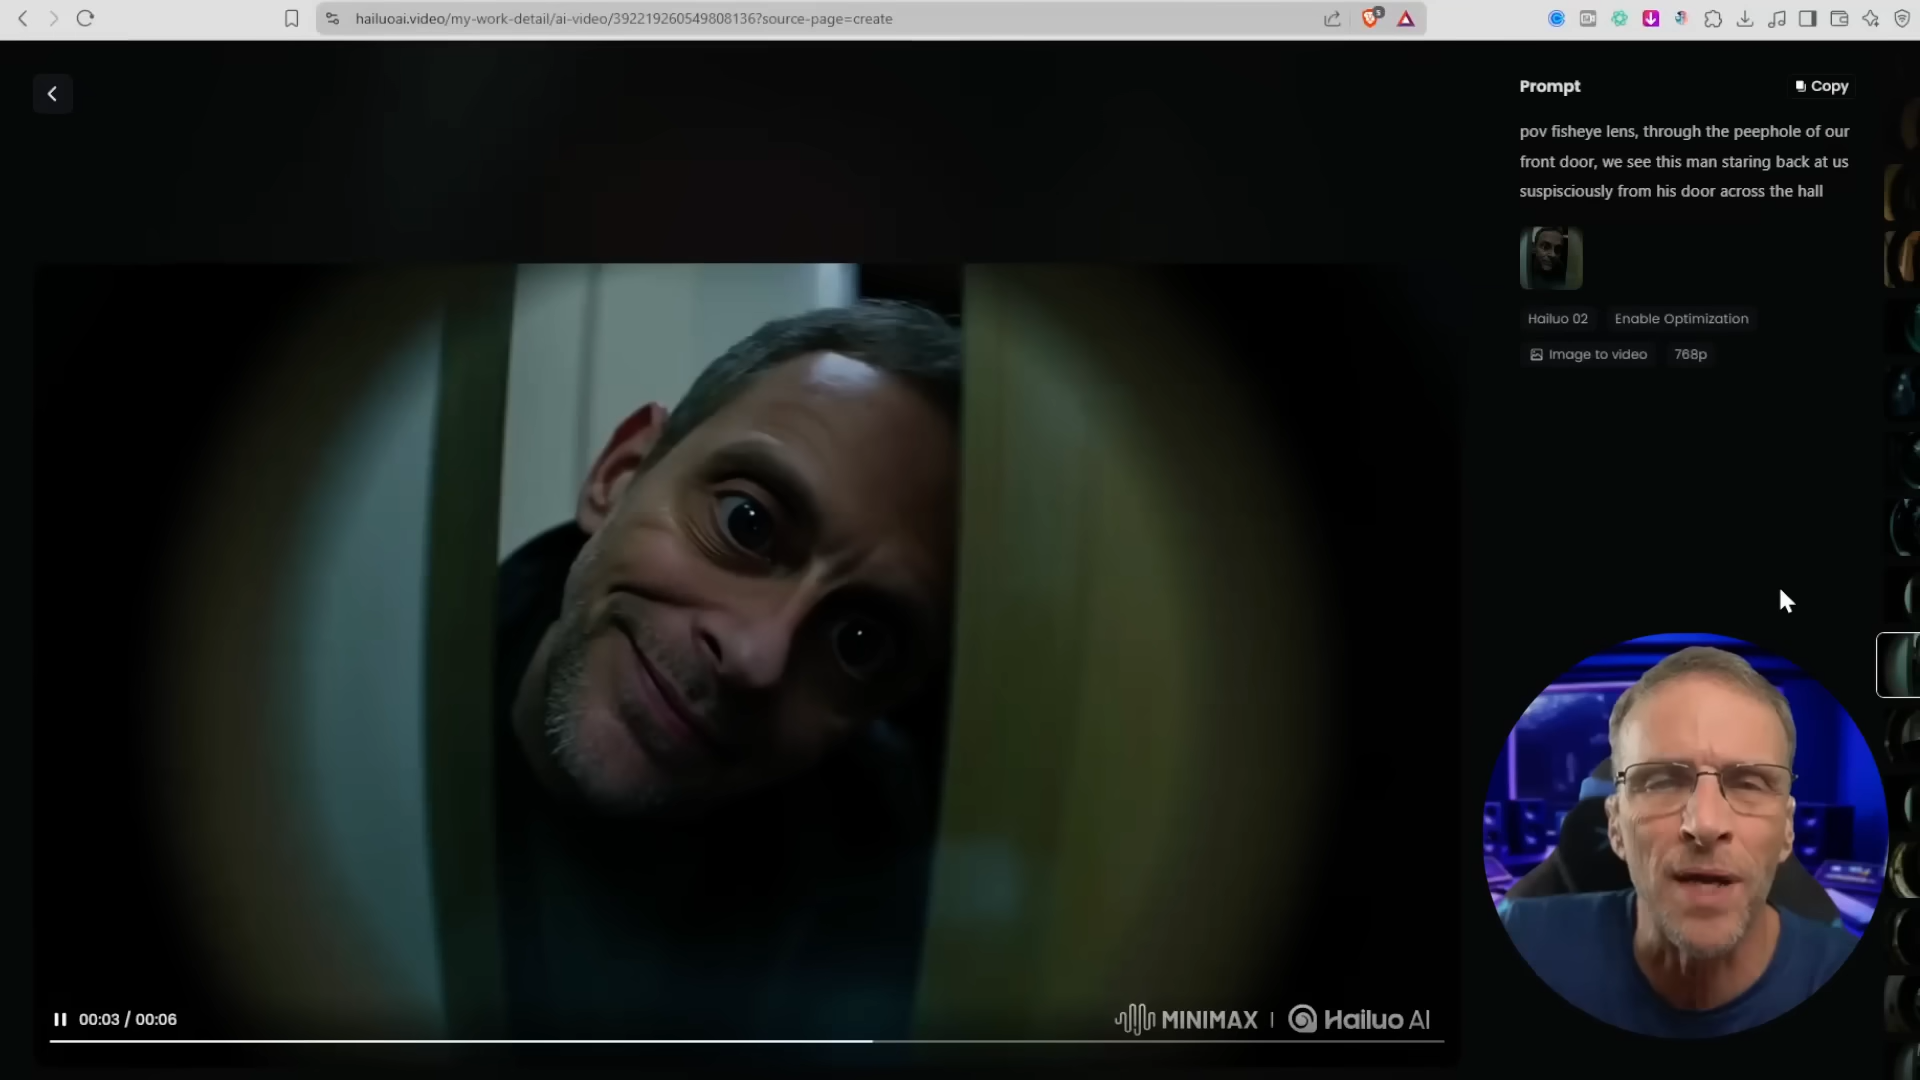 hailuoai.video/my-work-detail/ai-video/392219260549808136?source-page=create
5
Prompt
Copy
pov fisheye lens, through the peephole of our
front door, we see this man staring back at us
suspisciously from his door across the hall
Hailuo 02
Enable Optimization
Image to video
768p
00:03 / 00:06
MINIMAX | Hailuo AI